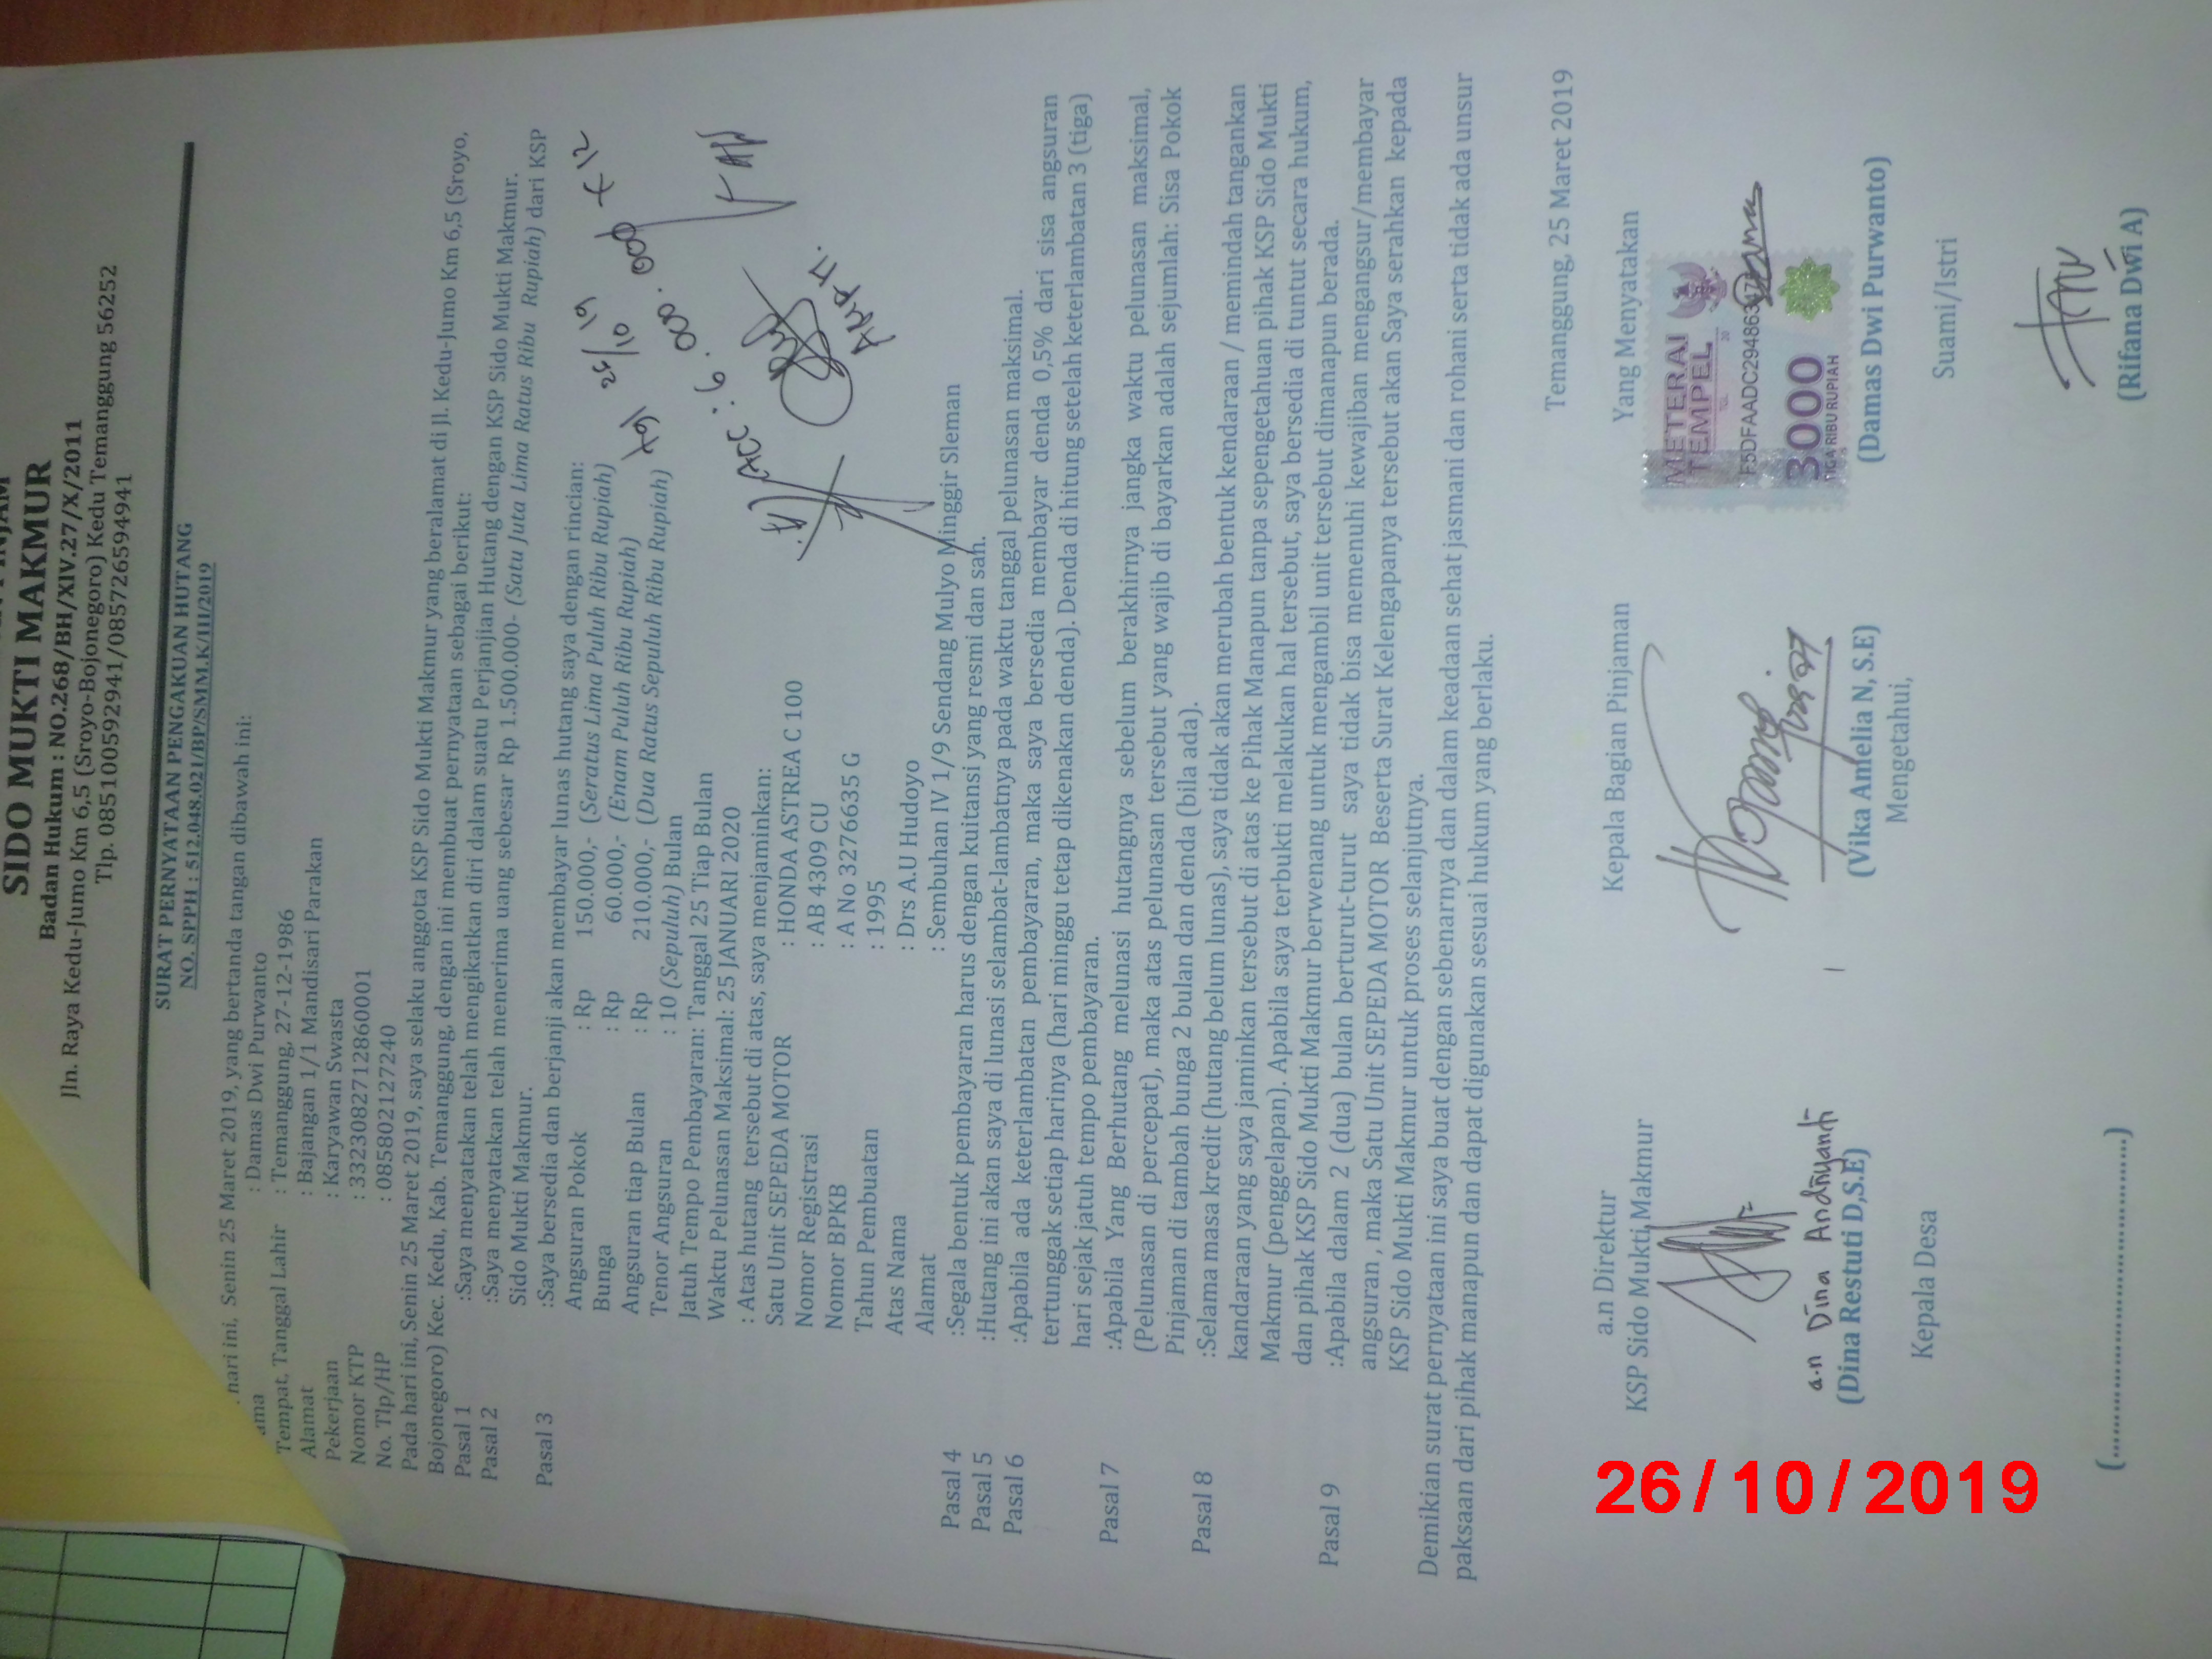 SIDO MUKTI MAKMUR
Badan Hukum : NO.268/BH/XIV.27/X/2011
Jln. Raya Kedu-Jumo Km 6,5 (Sroyo-Bojonegoro) Kedu Temanggung 56252
Tlp. 085100592941/085726594941
SURAT PERNYATAAN PENGAKUAN HUTANG
NO. SPPH : 512.048.021/BP/SMM.K/III/2019
hari ini, Senin 25 Maret 2019, yang bertanda tangan dibawah ini:
ama : Damas Dwi Purwanto
Tempat, Tanggal Lahir : Temanggung, 27-12-1986
Alamat : Bajangan 1/1 Mandisari Parakan
Pekerjaan : Karyawan Swasta
Nomor KTP : 3323082712860001
No. Tlp/HP : 085802127240
Pada hari ini, Senin 25 Maret 2019, saya selaku anggota KSP Sido Mukti Makmur yang beralamat di Jl. Kedu-Jumo Km 6,5 (Sroyo,
Bojonegoro) Kec. Kedu, Kab. Temanggung, dengan ini membuat pernyataan sebagai berikut:
Pasal 1 :Saya menyatakan telah mengikatkan diri dalam suatu Perjanjian Hutang dengan KSP Sido Mukti Makmur.
Pasal 2 :Saya menyatakan telah menerima uang sebesar Rp 1.500.000- (Satu Juta Lima Ratus Ribu Rupiah) dari KSP
Sido Mukti Makmur.
Pasal 3 :Saya bersedia dan berjanji akan membayar lunas hutang saya dengan rincian:
Angsuran Pokok : Rp 150.000,- (Seratus Lima Puluh Ribu Rupiah)
Bunga : Rp 60.000,- (Enam Puluh Ribu Rupiah)
Angsuran tiap Bulan : Rp 210.000,- (Dua Ratus Sepuluh Ribu Rupiah)
Tenor Angsuran : 10 (Sepuluh) Bulan
Jatuh Tempo Pembayaran: Tanggal 25 Tiap Bulan
Waktu Pelunasan Maksimal: 25 JANUARI 2020
: Atas hutang tersebut di atas, saya menjaminkan:
Satu Unit SEPEDA MOTOR : HONDA ASTREA C 100
Nomor Registrasi : AB 4309 CU
Nomor BPKB : A No 3276635 G
Tahun Pembuatan : 1995
Atas Nama : Drs A.U Hudoyo
Alamat : Sembuhan IV 1/9 Sendang Mulyo Minggir Sleman
Pasal 4 :Segala bentuk pembayaran harus dengan kuitansi yang resmi dan sah.
Pasal 5 :Hutang ini akan saya di lunasi selambat-lambatnya pada waktu tanggal pelunasan maksimal.
Pasal 6 :Apabila ada keterlambatan pembayaran, maka saya bersedia membayar denda 0,5% dari sisa angsuran
tertunggak setiap harinya (hari minggu tetap dikenakan denda). Denda di hitung setelah keterlambatan 3 (tiga)
hari sejak jatuh tempo pembayaran.
Pasal 7 :Apabila Yang Berhutang melunasi hutangnya sebelum berakhirnya jangka waktu pelunasan maksimal,
(Pelunasan di percepat), maka atas pelunasan tersebut yang wajib di bayarkan adalah sejumlah: Sisa Pokok
Pinjaman di tambah bunga 2 bulan dan denda (bila ada).
Pasal 8 :Selama masa kredit (hutang belum lunas), saya tidak akan merubah bentuk kendaraan / memindah tangankan
kandaraan yang saya jaminkan tersebut di atas ke Pihak Manapun tanpa sepengetahuan pihak KSP Sido Mukti
Makmur (penggelapan). Apabila saya terbukti melakukan hal tersebut, saya bersedia di tuntut secara hukum,
dan pihak KSP Sido Mukti Makmur berwenang untuk mengambil unit tersebut dimanapun berada.
Pasal 9 :Apabila dalam 2 (dua) bulan berturut-turut saya tidak bisa memenuhi kewajiban mengangsur/membayar
angsuran , maka Satu Unit SEPEDA MOTOR Beserta Surat Kelengapanya tersebut akan Saya serahkan kepada
KSP Sido Mukti Makmur untuk proses selanjutnya.
Demikian surat pernyataan ini saya buat dengan sebenarnya dan dalam keadaan sehat jasmani dan rohani serta tidak ada unsur
paksaan dari pihak manapun dan dapat digunakan sesuai hukum yang berlaku.
26/10 19
ACC : 6.000.000 x 12
Temanggung, 25 Maret 2019
a.n Direktur
KSP Sido Mukti Makmur
Kepala Bagian Pinjaman
Yang Menyatakan
METERAI
TEMPEL
TGL. 20
3000
TIGA RIBU RUPIAH
a.n Dina Andriyanti
(Dina Restuti D,S.E)
(Vika Amelia N, S.E)
(Damas Dwi Purwanto)
Mengetahui,
Kepala Desa
Suami/Istri
(......................................)
(Rifana Dwi A)
26/10/2019